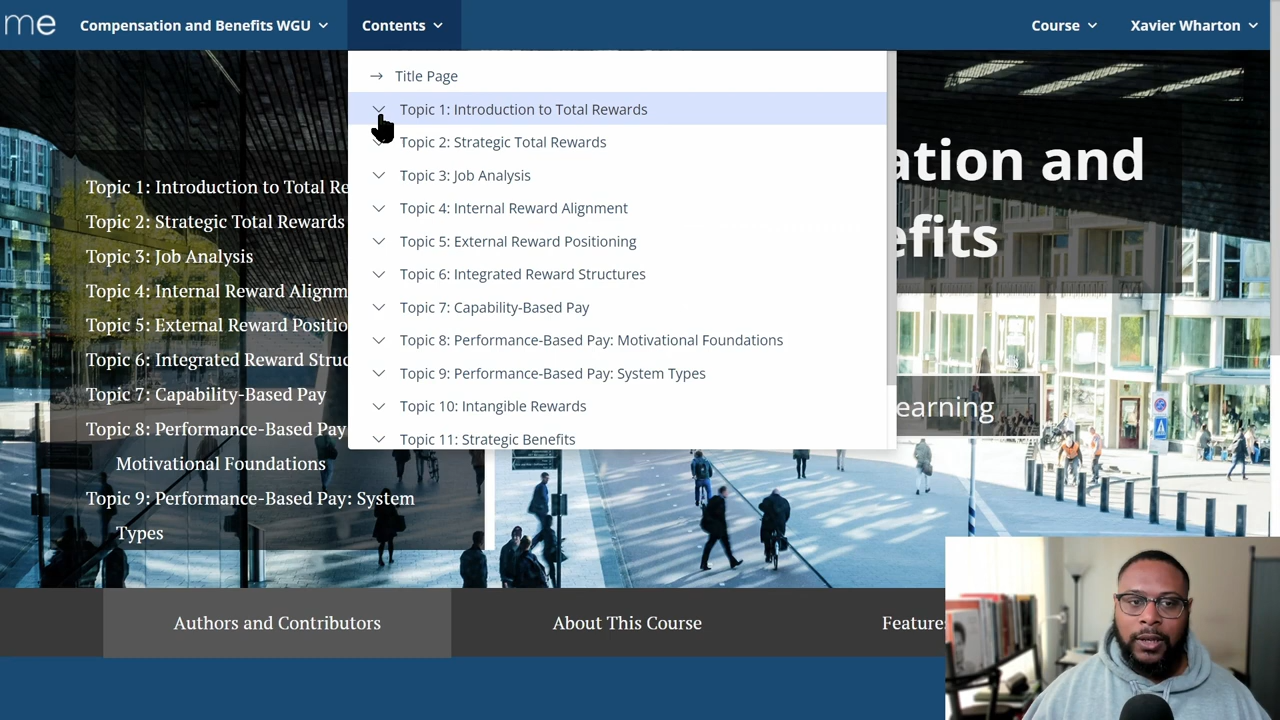 me
Compensation and Benefits WGU
Contents
Course
Xavier Wharton
Title Page
Topic 1: Introduction to Total Rewards
Topic 2: Strategic Total Rewards
Topic 3: Job Analysis
Topic 4: Internal Reward Alignment
Topic 5: External Reward Positioning
Topic 6: Integrated Reward Structures
Topic 7: Capability-Based Pay
Topic 8: Performance-Based Pay: Motivational Foundations
Topic 9: Performance-Based Pay: System Types
Topic 10: Intangible Rewards
Topic 11: Strategic Benefits
Topic 1: Introduction to Total Re
Topic 2: Strategic Total Rewards
Topic 3: Job Analysis
Topic 4: Internal Reward Alignm
Topic 5: External Reward Positio
Topic 6: Integrated Reward Struc
Topic 7: Capability-Based Pay
Topic 8: Performance-Based Pay
Motivational Foundations
Topic 9: Performance-Based Pay: System
Types
ation and
efits
earning
Authors and Contributors
About This Course
Feature